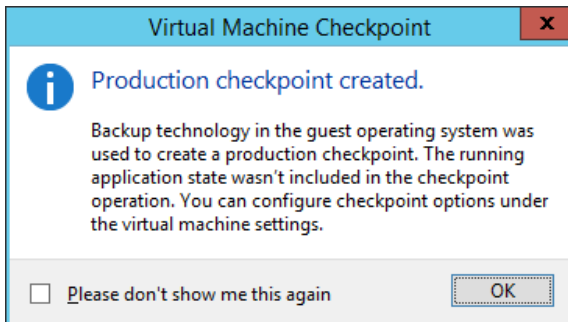 Virtual Machine Checkpoint
x
Production checkpoint created.
Backup technology in the guest operating system was
used to create a production checkpoint. The running
application state wasn't included in the checkpoint
operation. You can configure checkpoint options under
the virtual machine settings.
Please don't show me this again
OK